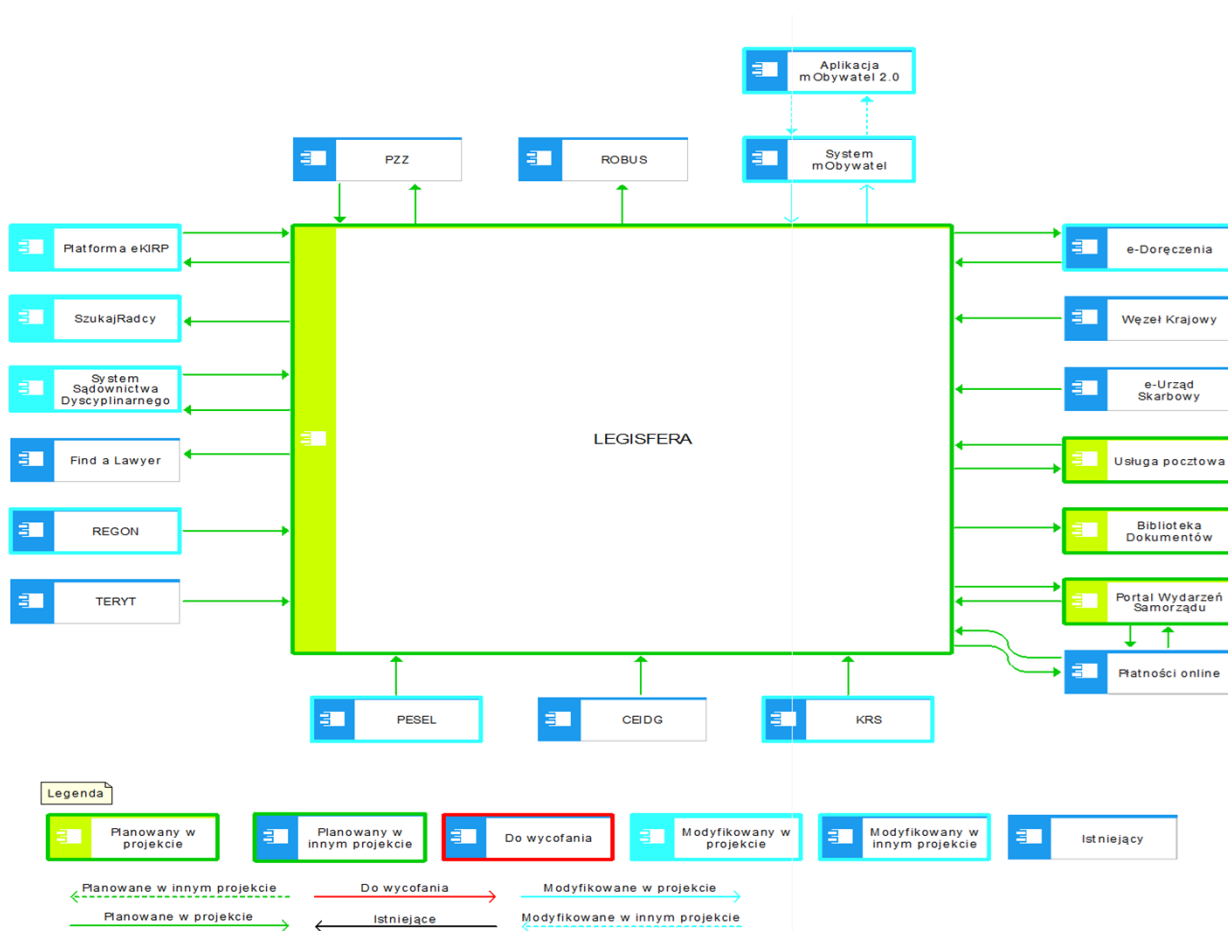 Aplikacja
mObywatel 2.0
PZZ
ROBUS
System
mObywatel
Platforma eKIRP
e-Doręczenia
SzukajRadcy
Węzeł Krajowy
System
Sądownictwa
Dyscyplinarnego
e-Urząd
Skarbowy
LEGISFERA
Find a Lawyer
Usługa pocztowa
REGON
Biblioteka
Dokumentów
TERYT
Portal Wydarzeń
Samorządu
Płatności online
PESEL
CEIDG
KRS
Legenda
Planowany w
projekcie
Planowany w
innym projekcie
Do wycofania
Modyfikowany w
projekcie
Modyfikowany w
innym projekcie
Istniejący
Planowane w innym projekcie
Do wycofania
Modyfikowane w projekcie
Planowane w projekcie
Istniejące
Modyfikowane w innym projekcie